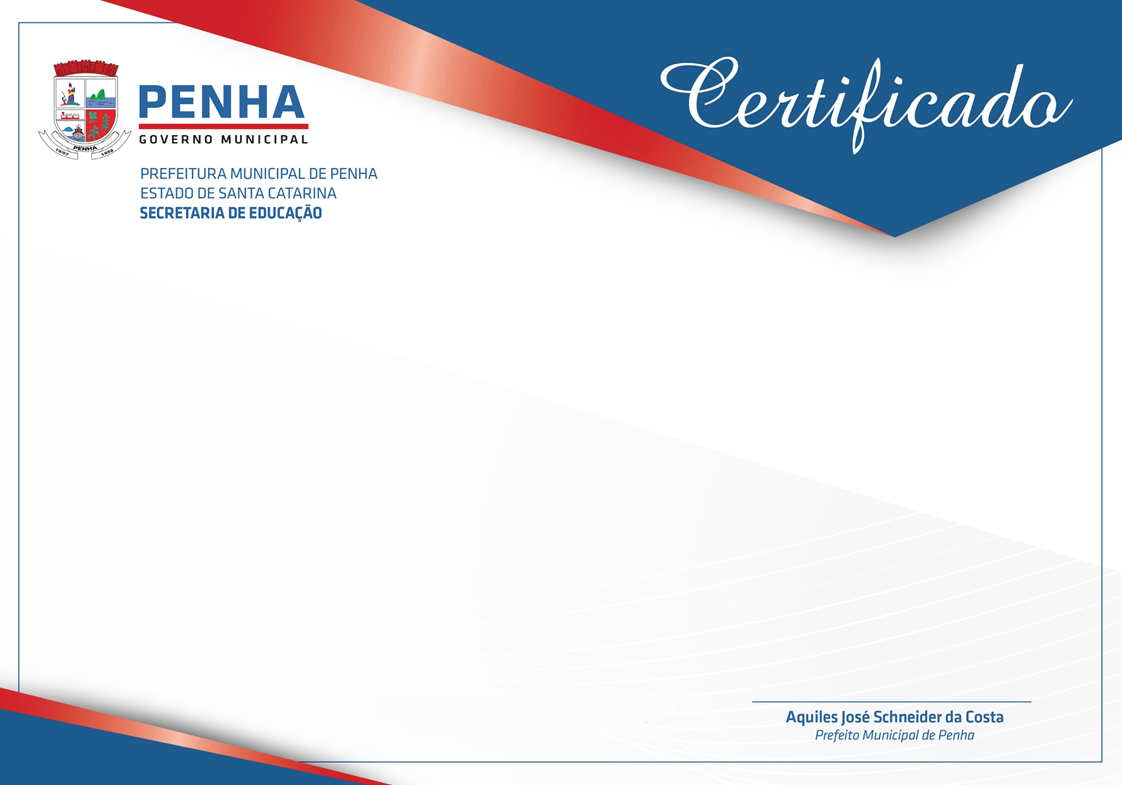 Certificado
PENHA
GOVERNO MUNICIPAL
PENHA
PREFEITURA MUNICIPAL DE PENHA
ESTADO DE SANTA CATARINA
SECRETARIA DE EDUCAÇÃO
Aquiles José Schneider da Costa
Prefeito Municipal de Penha